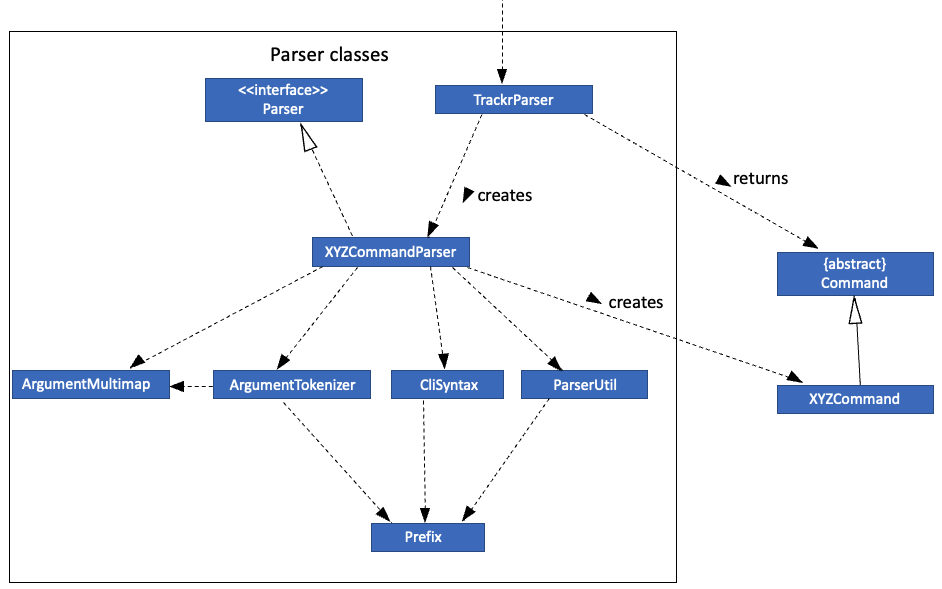 Parser classes
<<interface>>
Parser
TrackrParser
returns
creates
XYZCommandParser
{abstract}
Command
creates
ArgumentMultimap
ArgumentTokenizer
CliSyntax
ParserUtil
XYZCommand
Prefix